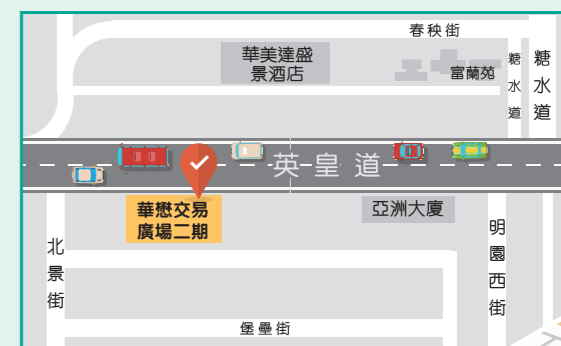 春秧街
華美達盛
景酒店
富蘭苑
糖水道
糖水道
英皇道
華懋交易
廣場二期
亞洲大廈
北景街
明園西街
堡壘街